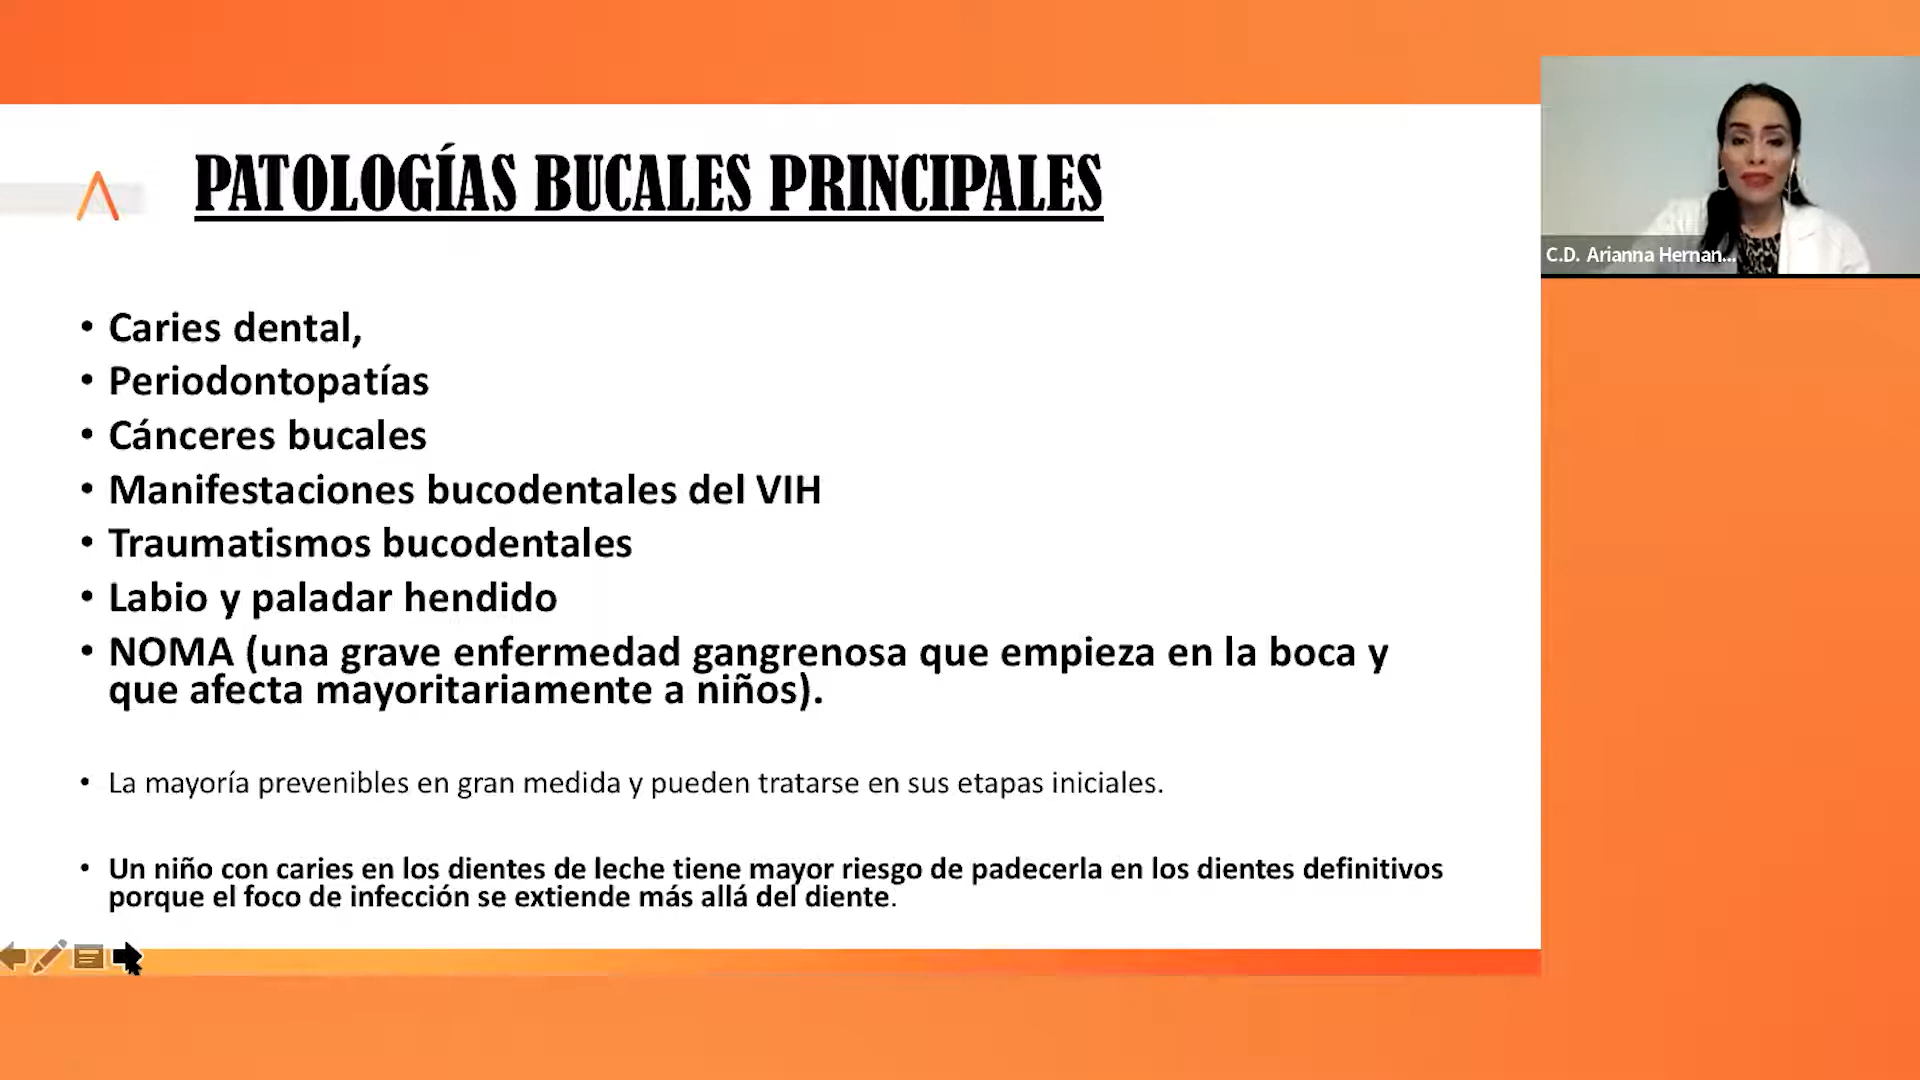 PATOLOGÍAS BUCALES PRINCIPALES
C.D. Arianna Hernan...
• Caries dental,
• Periodontopatías
• Cánceres bucales
• Manifestaciones bucodentales del VIH
• Traumatismos bucodentales
• Labio y paladar hendido
• NOMA (una grave enfermedad gangrenosa que empieza en la boca y
que afecta mayoritariamente a niños).
• La mayoría prevenibles en gran medida y pueden tratarse en sus etapas iniciales.
• Un niño con caries en los dientes de leche tiene mayor riesgo de padecerla en los dientes definitivos
porque el foco de infección se extiende más allá del diente.